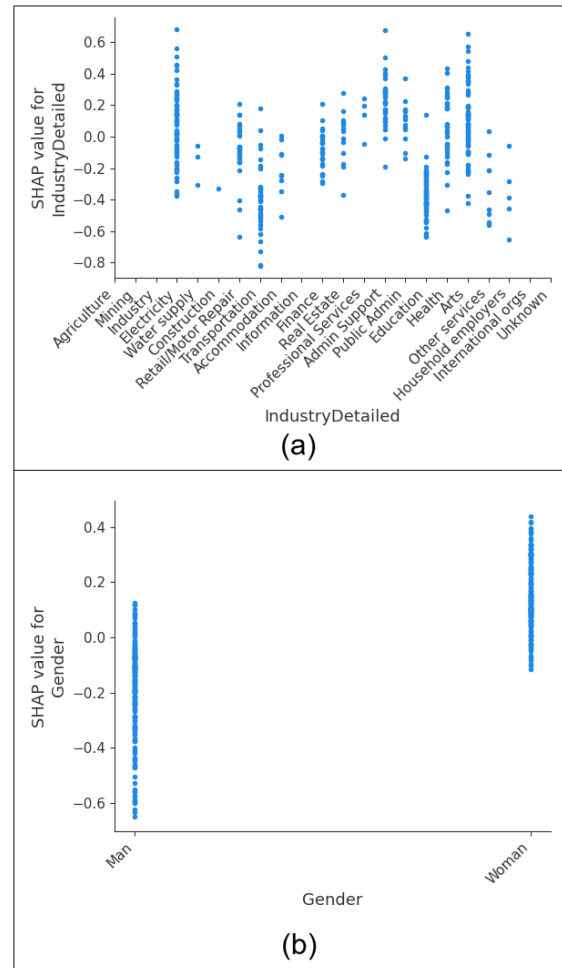 0.6
0.4
0.2
0.0
−0.2
−0.4
−0.6
−0.8
SHAP value for
IndustryDetailed
Agriculture
Mining
Industry
Electricity
Water supply
Construction
Retail/Motor Repair
Transportation
Accommodation
Information
Finance
Real Estate
Professional Services
Admin Support
Public Admin
Education
Health
Arts
Other services
Household employers
International orgs
Unknown
IndustryDetailed
(a)
0.4
0.2
0.0
−0.2
−0.4
−0.6
SHAP value for
Gender
Man
Woman
Gender
(b)